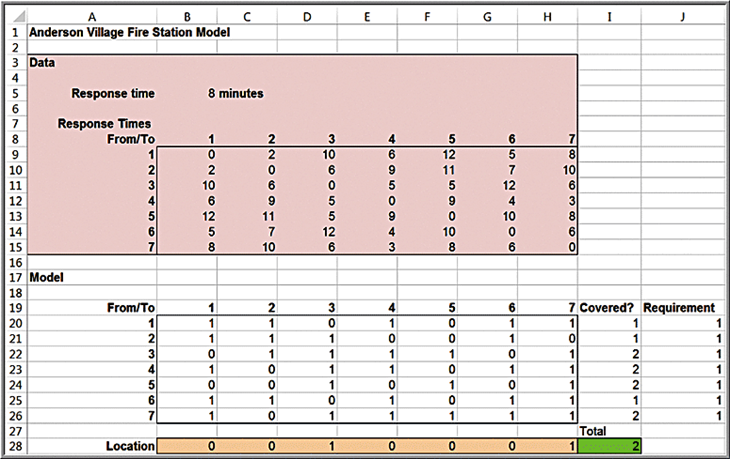 A B C D E F G H I J
1 Anderson Village Fire Station Model
2
3 Data
4
5 Response time 8 minutes
6
7 Response Times
8 From/To 1 2 3 4 5 6 7
9 1 0 2 10 6 12 5 8
10 2 2 0 6 9 11 7 10
11 3 10 6 0 5 5 12 6
12 4 6 9 5 0 9 4 3
13 5 12 11 5 9 0 10 8
14 6 5 7 12 4 10 0 6
15 7 8 10 6 3 8 6 0
16
17 Model
18
19 From/To 1 2 3 4 5 6 7 Covered? Requirement
20 1 1 1 0 1 0 1 1 1 1
21 2 1 1 1 0 0 1 0 1 1
22 3 0 1 1 1 1 0 1 2 1
23 4 1 0 1 1 0 1 1 2 1
24 5 0 0 1 0 1 0 1 2 1
25 6 1 1 0 1 0 1 1 1 1
26 7 1 0 1 1 1 1 1 2 1
27 Total
28 Location 0 0 1 0 0 0 1 2